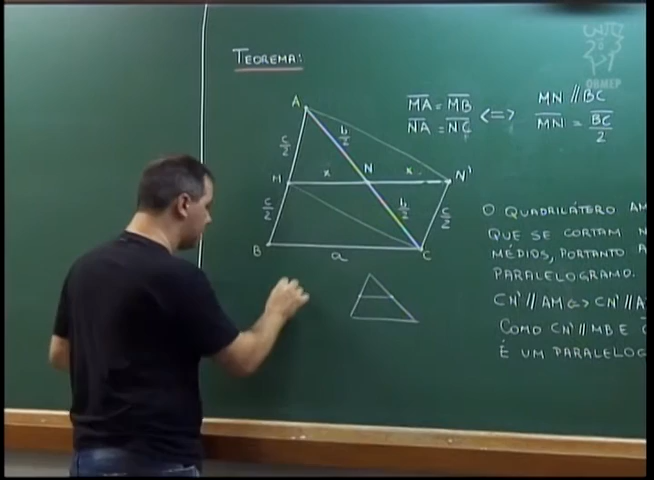 OBMEP
TEOREMA:
MA = MB <=> MN // BC
NA = NC MN = BC/2
A
c/2
b/2
M x N x N'
c/2
b/2
c/2
B a C
O QUADRILÁTERO AM
QUE SE CORTAM N
MÉDIOS, PORTANTO
PARALELOGRAMO.
CN' // AM <=> CN' // A
COMO CN' // MB E
É UM PARALELOG